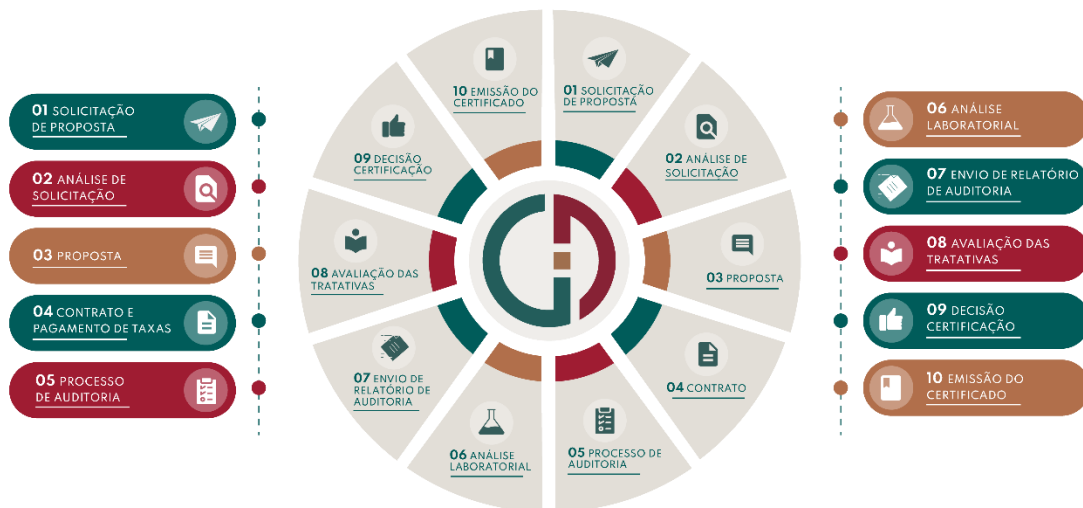 01 SOLICITAÇÃO
DE PROPOSTA
02 ANÁLISE DE
SOLICITAÇÃO
03 PROPOSTA
04 CONTRATO E
PAGAMENTO DE TAXAS
05 PROCESSO
DE AUDITORIA
10 EMISSÃO DO
CERTIFICADO
01 SOLICITAÇÃO
DE PROPOSTA
09 DECISÃO
CERTIFICAÇÃO
02 ANÁLISE DE
SOLICITAÇÃO
08 AVALIAÇÃO DAS
TRATATIVAS
03 PROPOSTA
07 ENVIO DE
RELATÓRIO DE
AUDITORIA
04 CONTRATO
06 ANÁLISE
LABORATORIAL
05 PROCESSO DE
AUDITORIA
06 ANÁLISE
LABORATORIAL
07 ENVIO DE RELATÓRIO
DE AUDITORIA
08 AVALIAÇÃO DAS
TRATATIVAS
09 DECISÃO
CERTIFICAÇÃO
10 EMISSÃO DO
CERTIFICADO